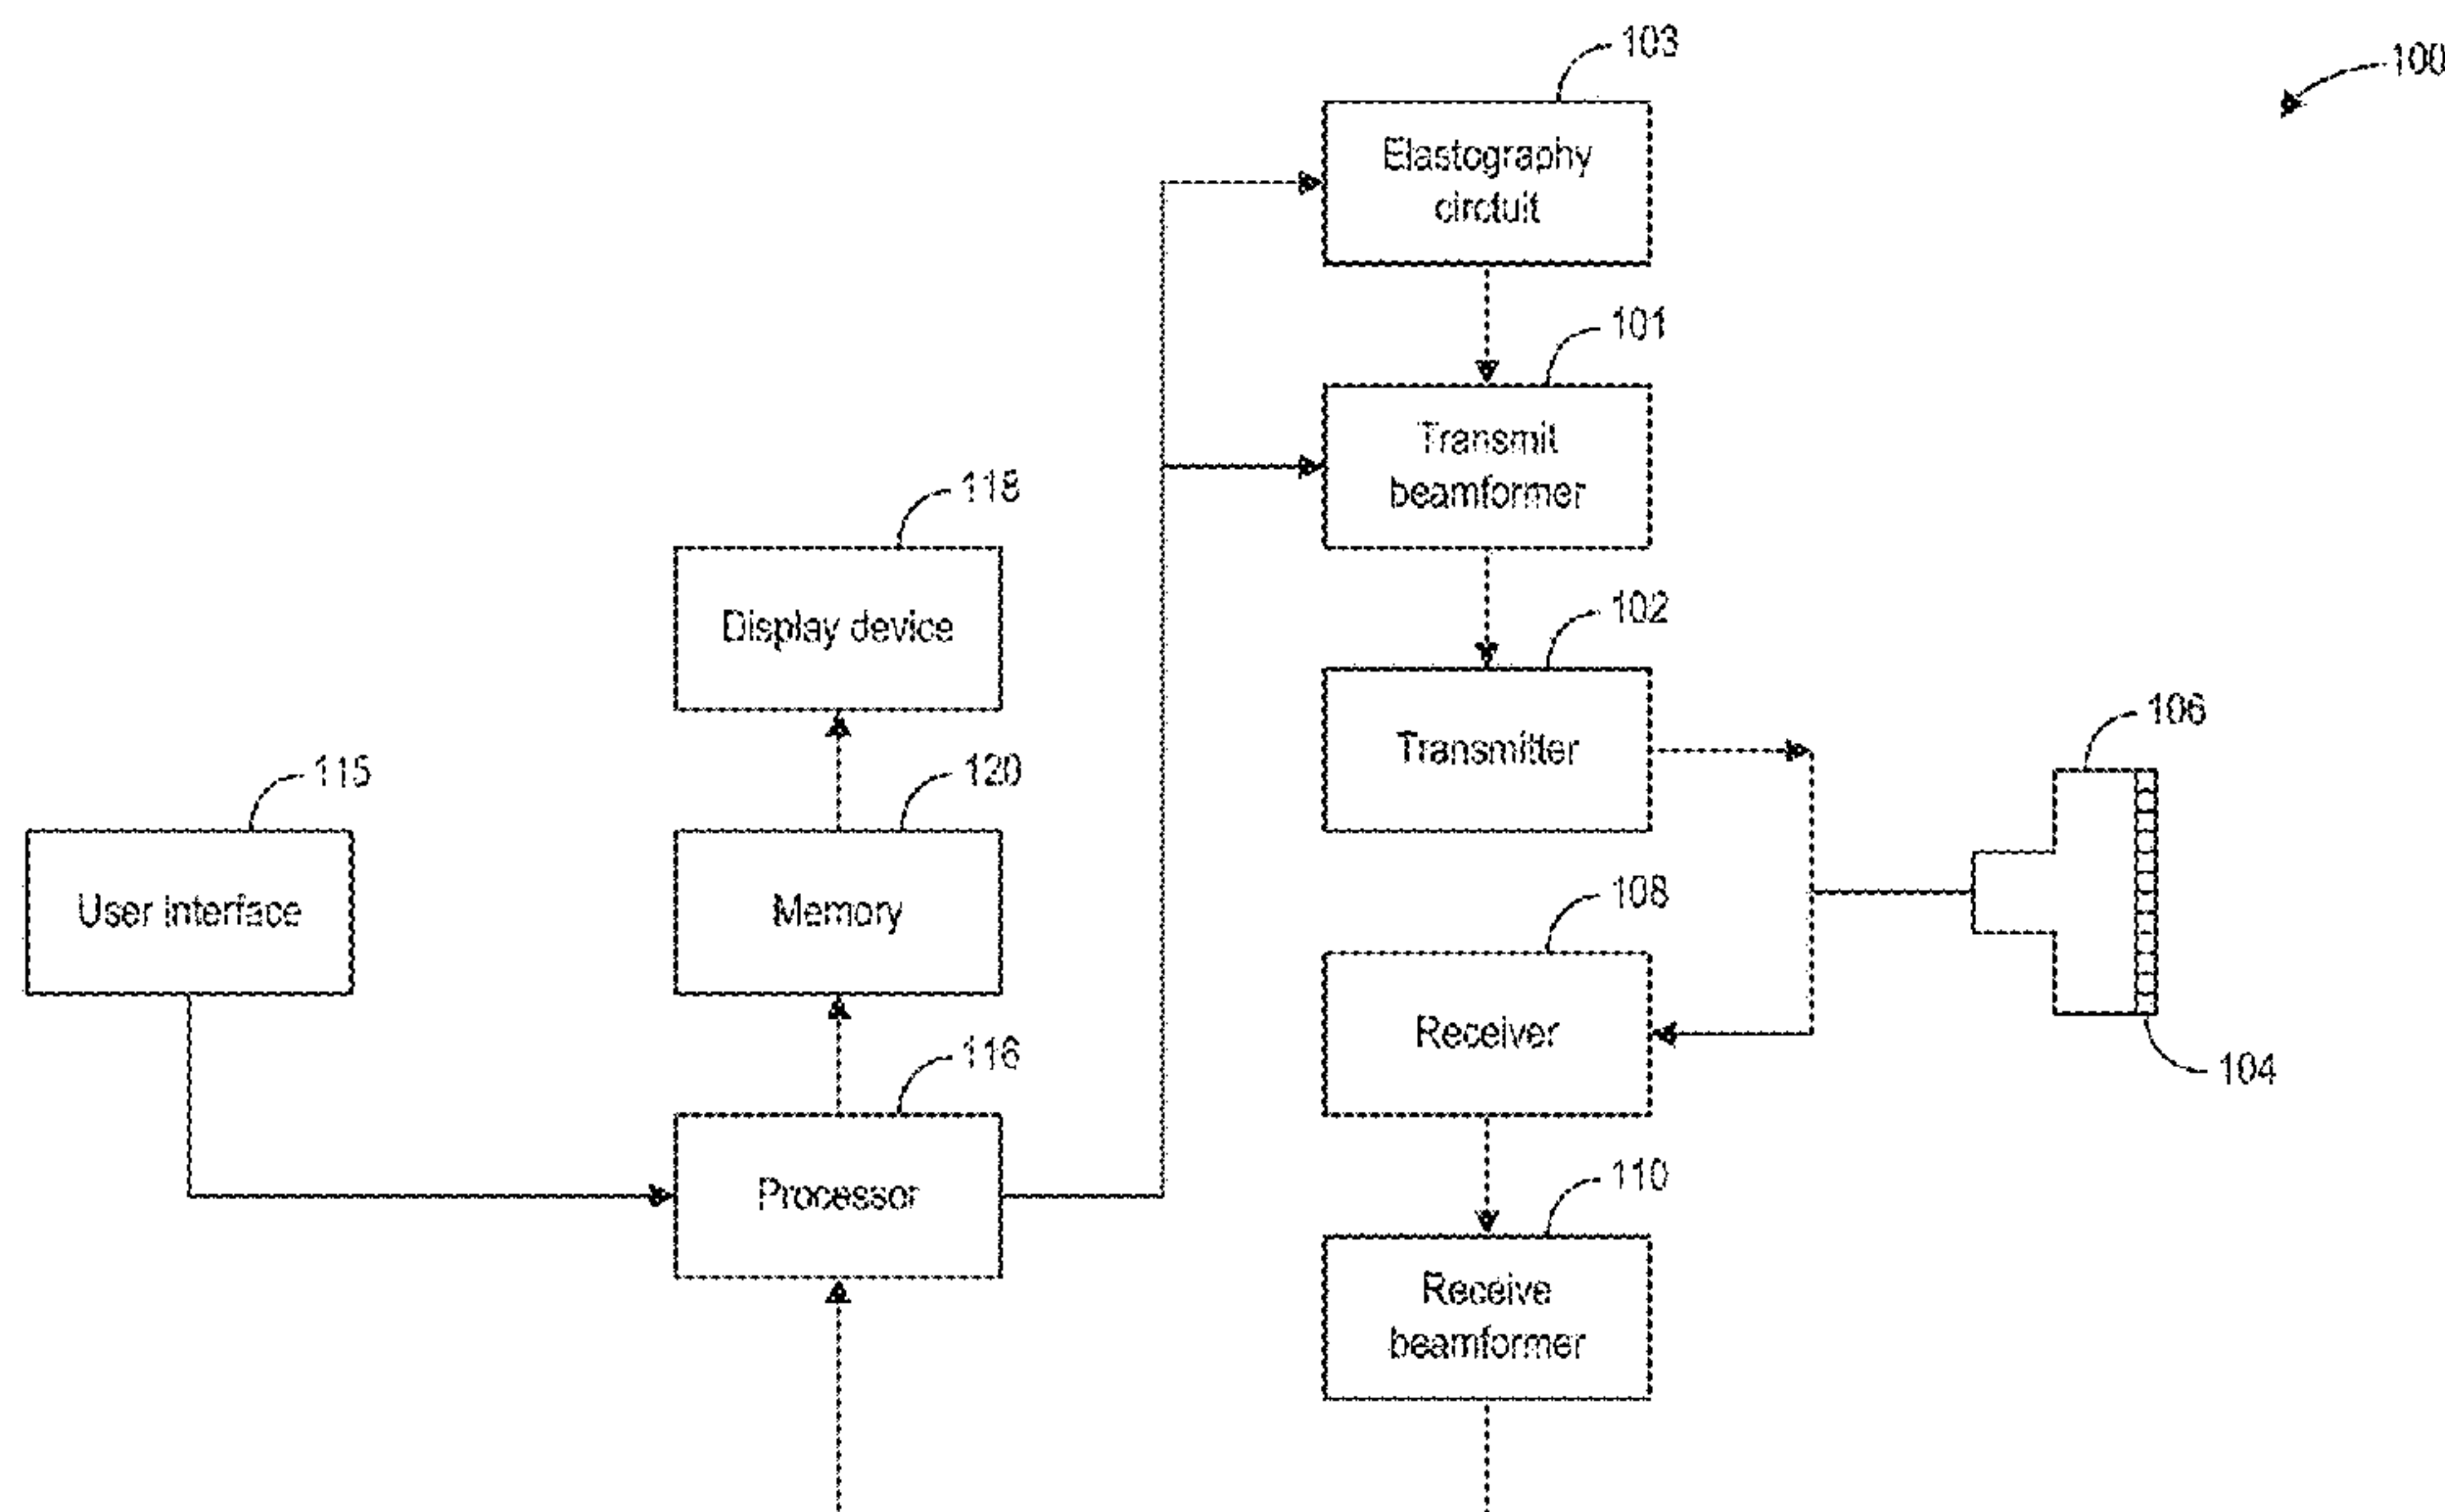 103
100
Elastography
circtuit
101
Transmit
beamformer
118
Display device
102
Transmitter
106
115
120
User Interface
Memory
108
Receiver
104
116
Processor
110
Receive
beamformer